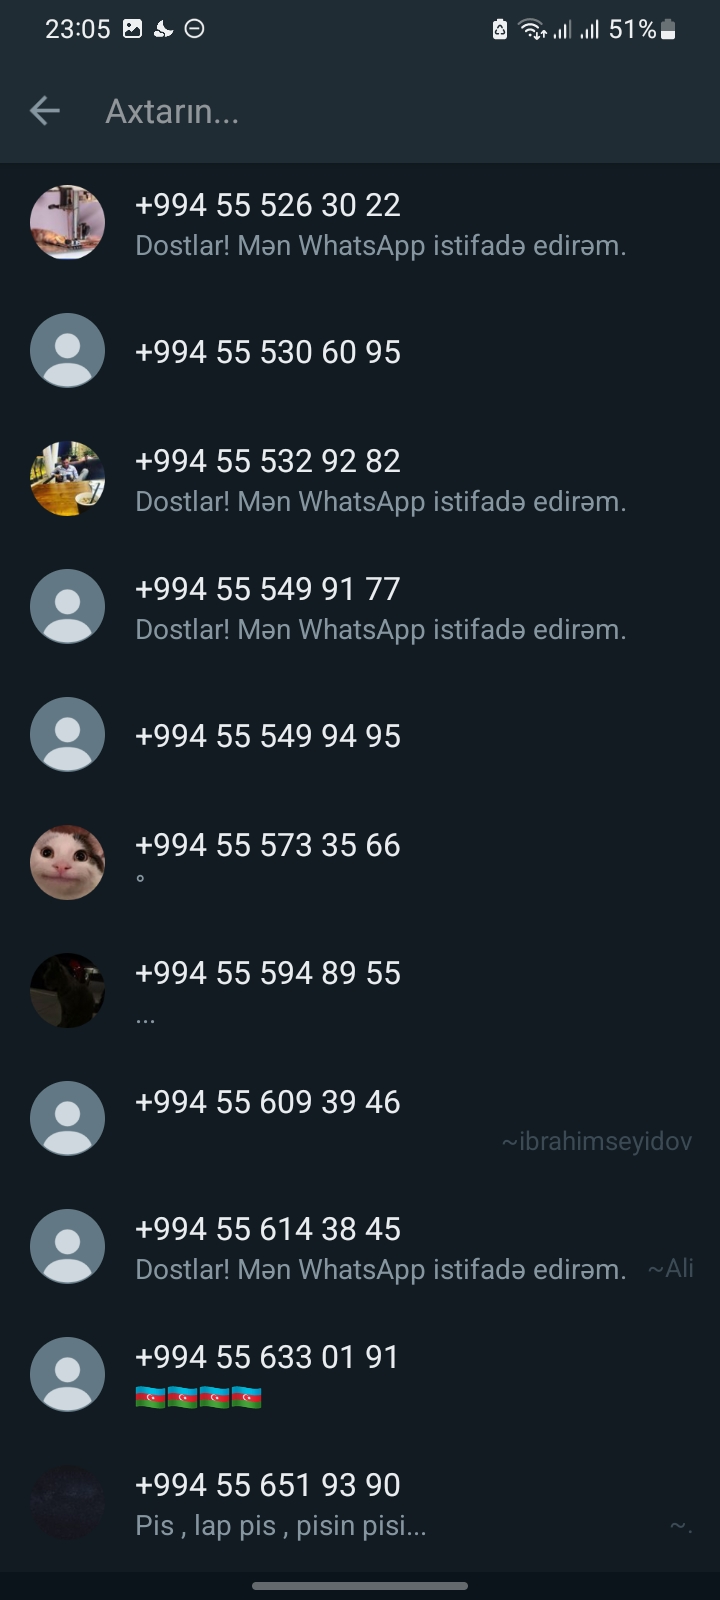 23:05
51%
Axtarın...
+994 55 526 30 22
Dostlar! Mən WhatsApp istifadə edirəm.
+994 55 530 60 95
+994 55 532 92 82
Dostlar! Mən WhatsApp istifadə edirəm.
+994 55 549 91 77
Dostlar! Mən WhatsApp istifadə edirəm.
+994 55 549 94 95
+994 55 573 35 66
°
+994 55 594 89 55
...
+994 55 609 39 46
~ibrahimseyidov
+994 55 614 38 45
Dostlar! Mən WhatsApp istifadə edirəm. ~Ali
+994 55 633 01 91
🇦🇿🇦🇿🇦🇿🇦🇿
+994 55 651 93 90
Pis , lap pis , pisin pisi... ~.